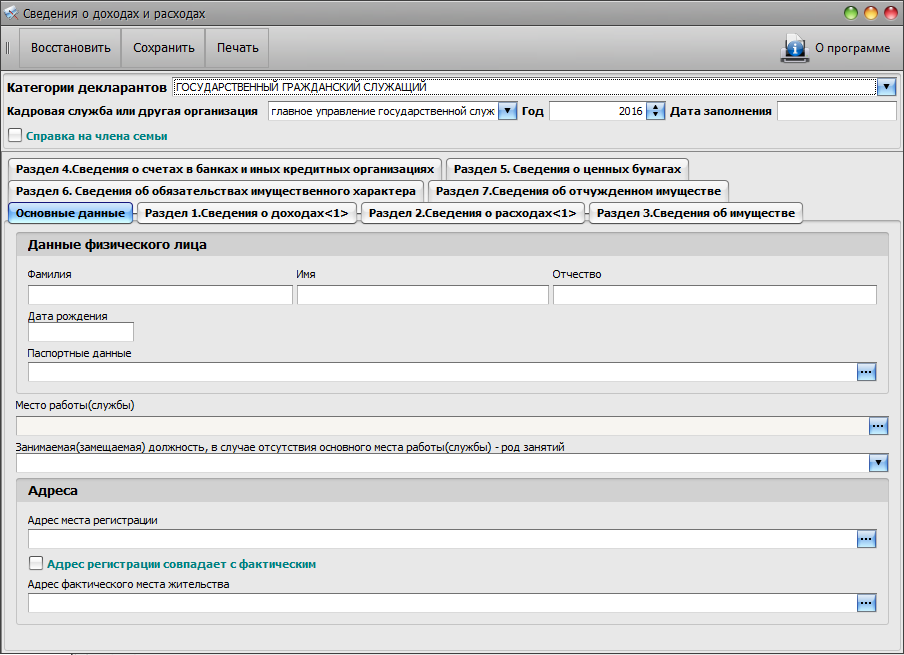 Сведения о доходах и расходах
Восстановить Сохранить Печать О программе
Категории декларантов ГОСУДАРСТВЕННЫЙ ГРАЖДАНСКИЙ СЛУЖАЩИЙ
Кадровая служба или другая организация главное управление государственной служ Год 2016 Дата заполнения
Справка на члена семьи
Раздел 4.Сведения о счетах в банках и иных кредитных организациях Раздел 5. Сведения о ценных бумагах
Раздел 6. Сведения об обязательствах имущественного характера Раздел 7.Сведения об отчужденном имуществе
Основные данные Раздел 1.Сведения о доходах<1> Раздел 2.Сведения о расходах<1> Раздел 3.Сведения об имуществе
Данные физического лица
Фамилия Имя Отчество
Дата рождения
Паспортные данные
Место работы(службы)
Занимаемая(замещаемая) должность, в случае отсутствия основного места работы(службы) - род занятий
Адреса
Адрес места регистрации
Адрес регистрации совпадает с фактическим
Адрес фактического места жительства